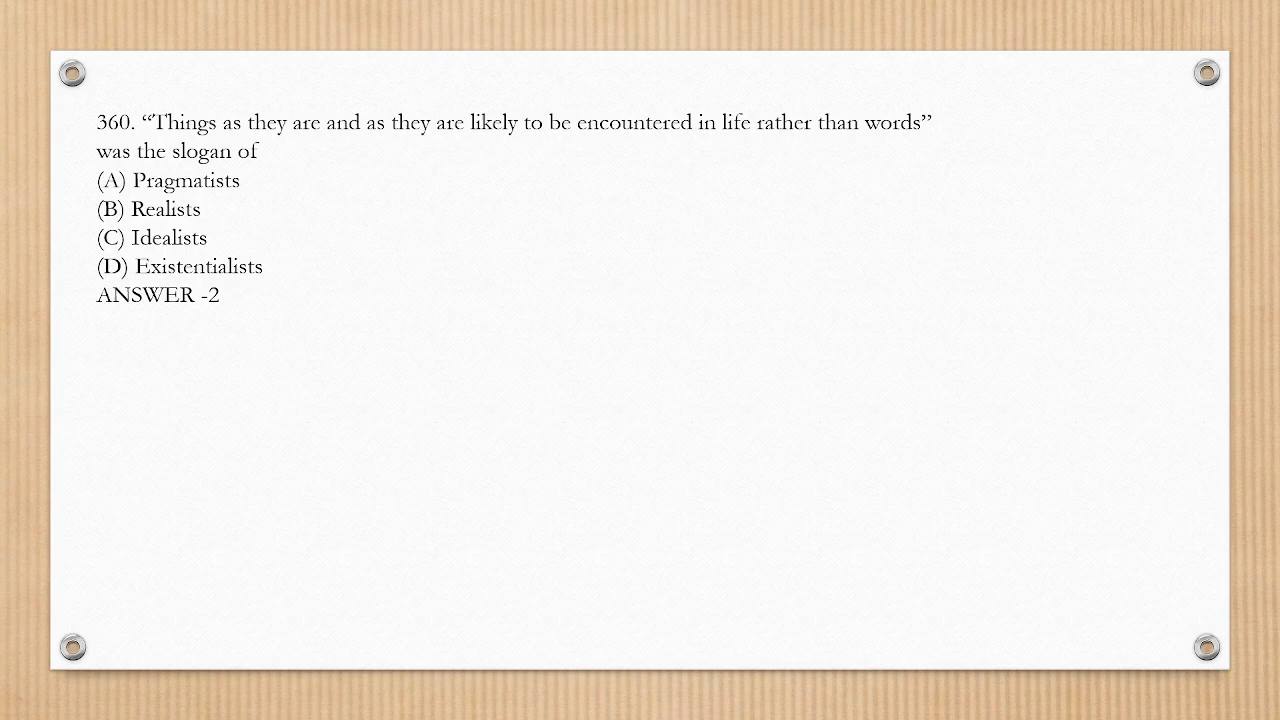 360. “Things as they are and as they are likely to be encountered in life rather than words”
was the slogan of
(A) Pragmatists
(B) Realists
(C) Idealists
(D) Existentialists
ANSWER -2